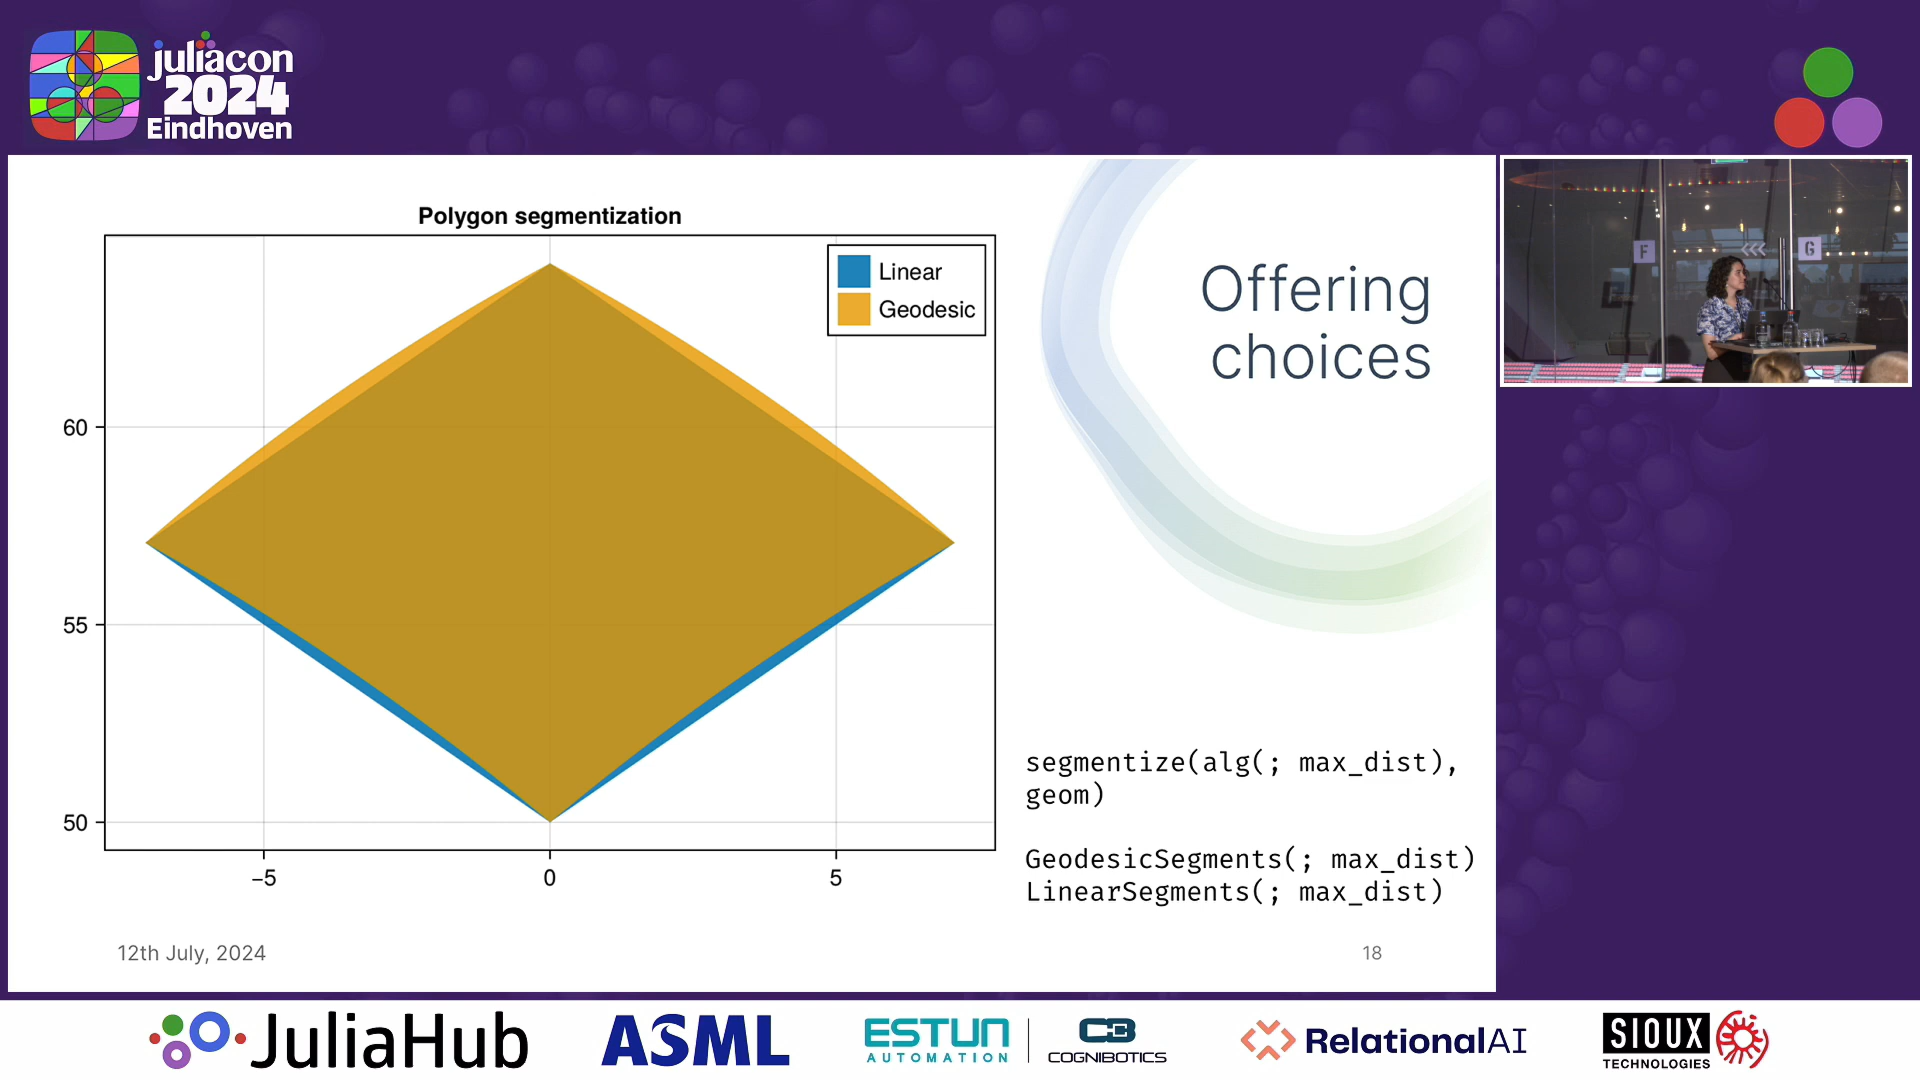 juliacon
2024
Eindhoven
Polygon segmentization
Linear
Geodesic
60
55
50
−5
0
5
Offering
choices
segmentize(alg(; max_dist),
geom)
GeodesicSegments(; max_dist)
LinearSegments(; max_dist)
12th July, 2024
18
F
<<<
G
JuliaHub
ASML
ESTUN
AUTOMATION
COGNIBOTICS
RelationalAI
SIOUX
TECHNOLOGIES